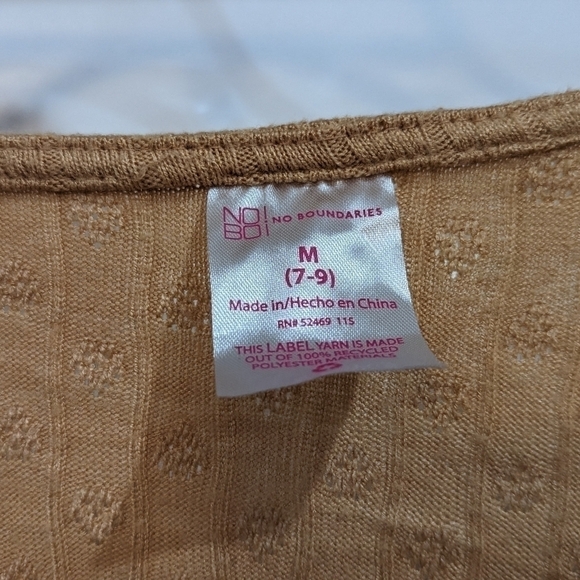 NO!
BO!
NO BOUNDARIES
M
(7-9)
Made in/Hecho en China
RN# 52469 115
THIS LABEL YARN IS MADE
OUT OF 100% RECYCLED
POLYESTER MATERIALS